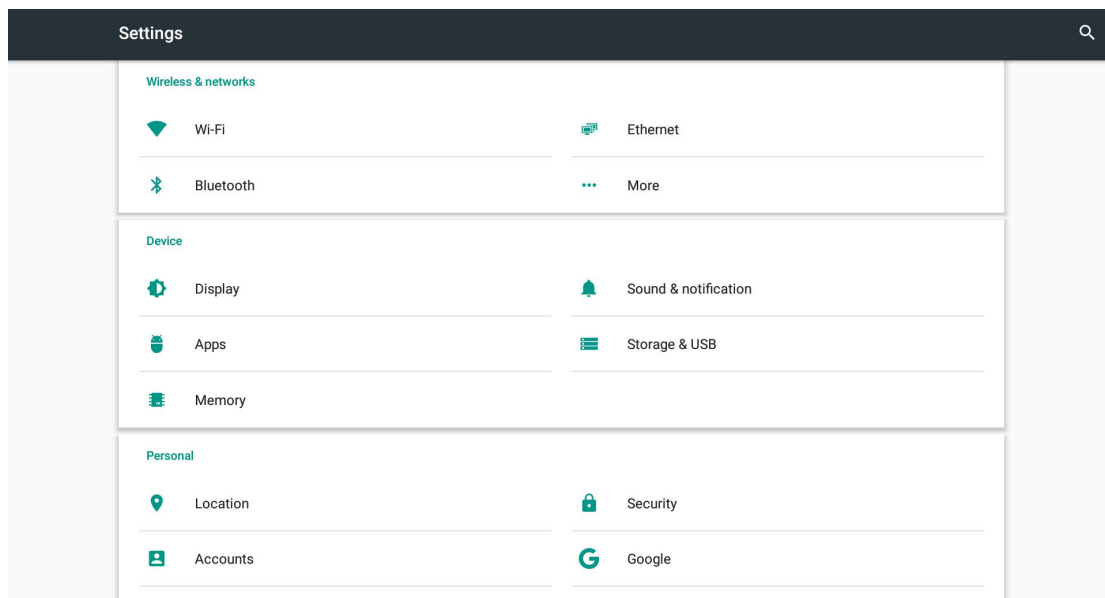 Settings
Wireless & networks
Wi-Fi
Ethernet
Bluetooth
More
Device
Display
Sound & notification
Apps
Storage & USB
Memory
Personal
Location
Security
Accounts
Google